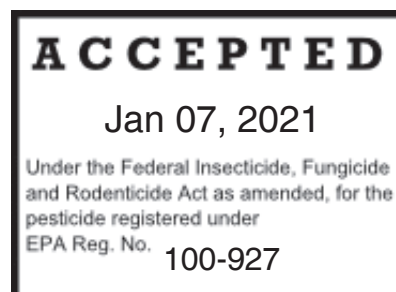 ACCEPTED
Jan 07, 2021
Under the Federal Insecticide, Fungicide
and Rodenticide Act as amended, for the
pesticide registered under
EPA Reg. No. 100-927